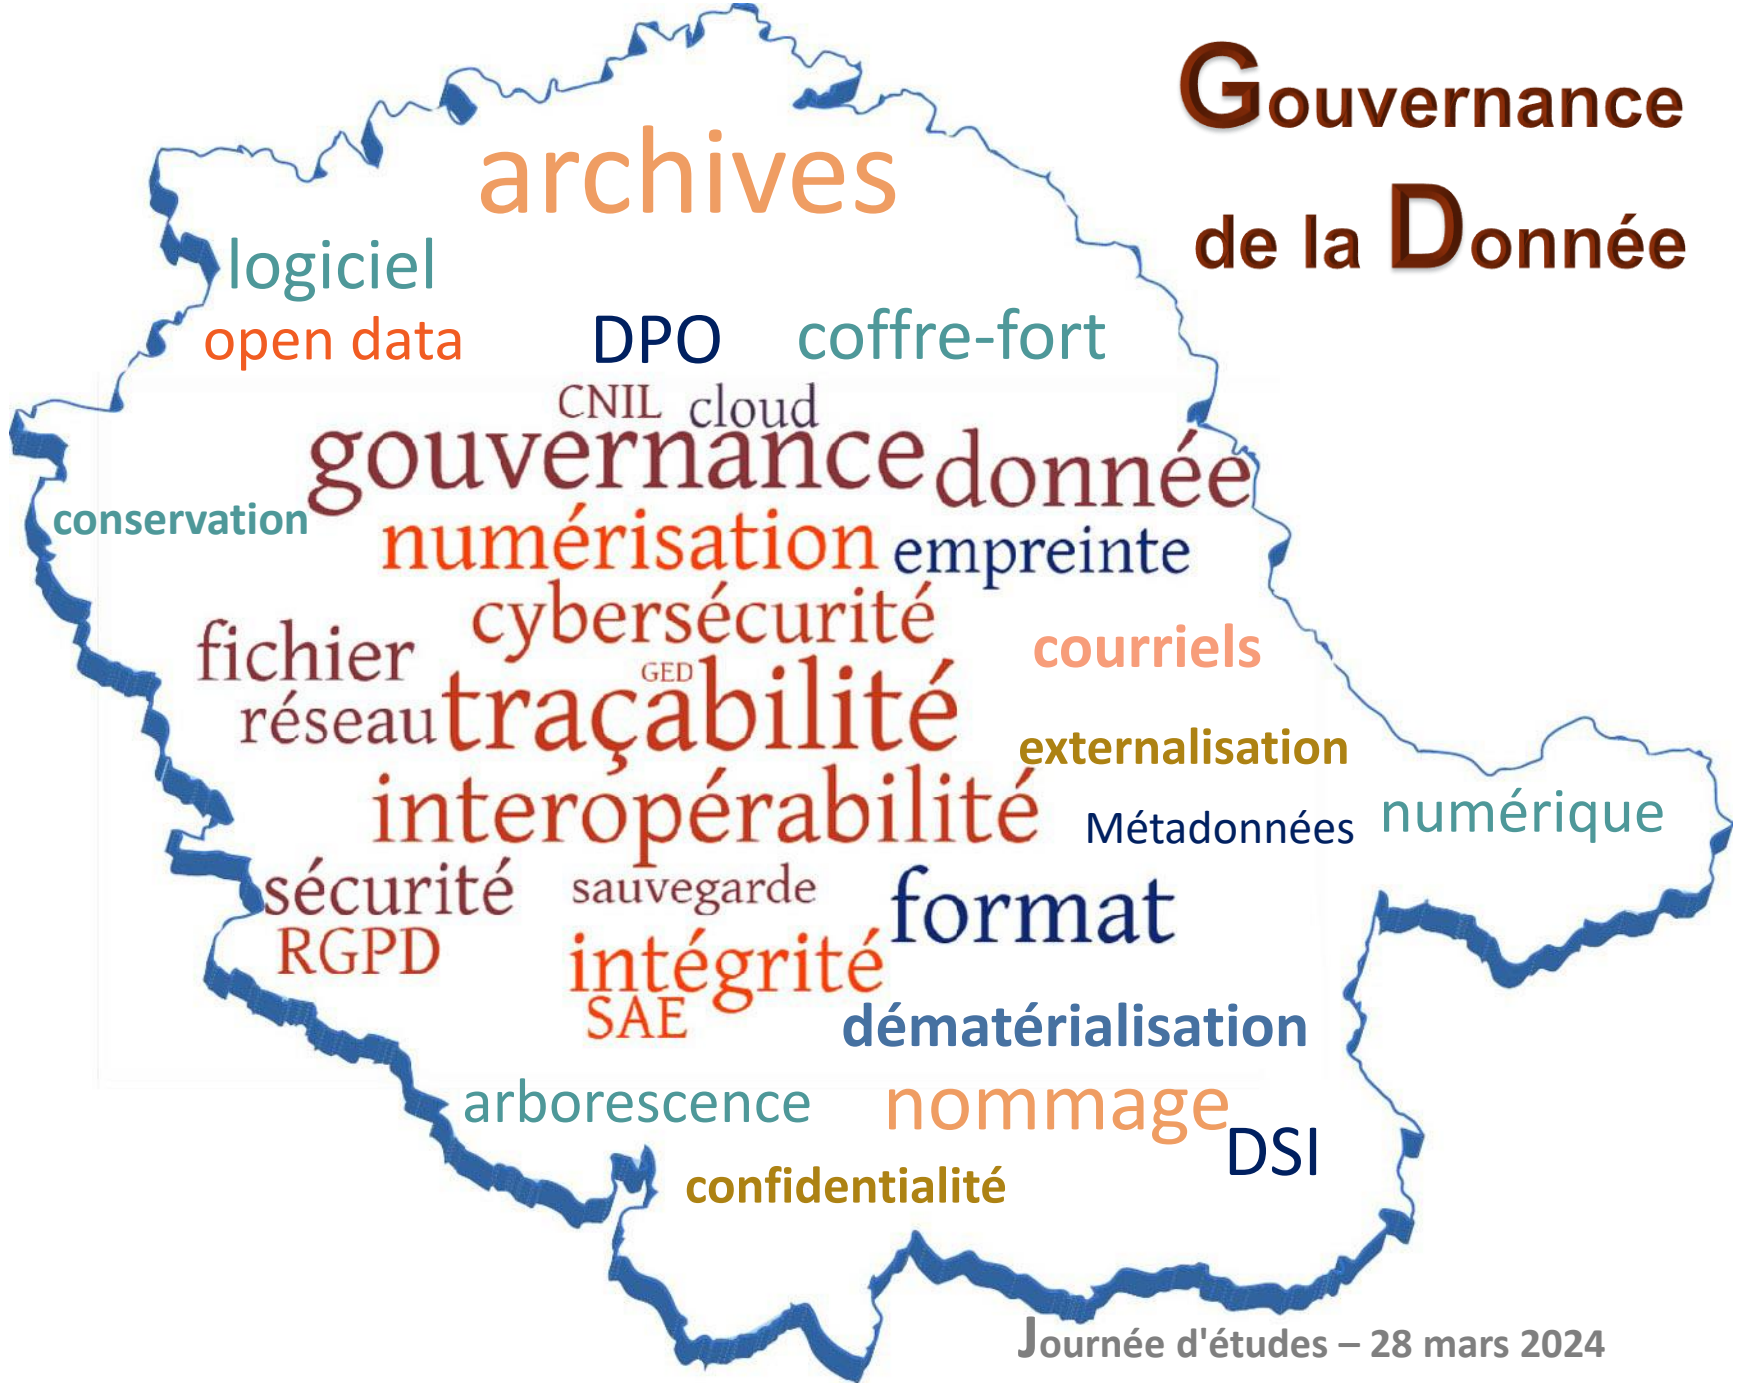 Gouvernance
de la Donnée
archives
logiciel
open data
DPO
coffre-fort
CNIL
cloud
gouvernance
donnée
conservation
numérisation
empreinte
cybersécurité
fichier
courriels
GED
réseau
traçabilité
externalisation
interopérabilité
Métadonnées
numérique
sécurité
sauvegarde
format
RGPD
intégrité
SAE
dématérialisation
arborescence
nommage
DSI
confidentialité
Journée d'études – 28 mars 2024